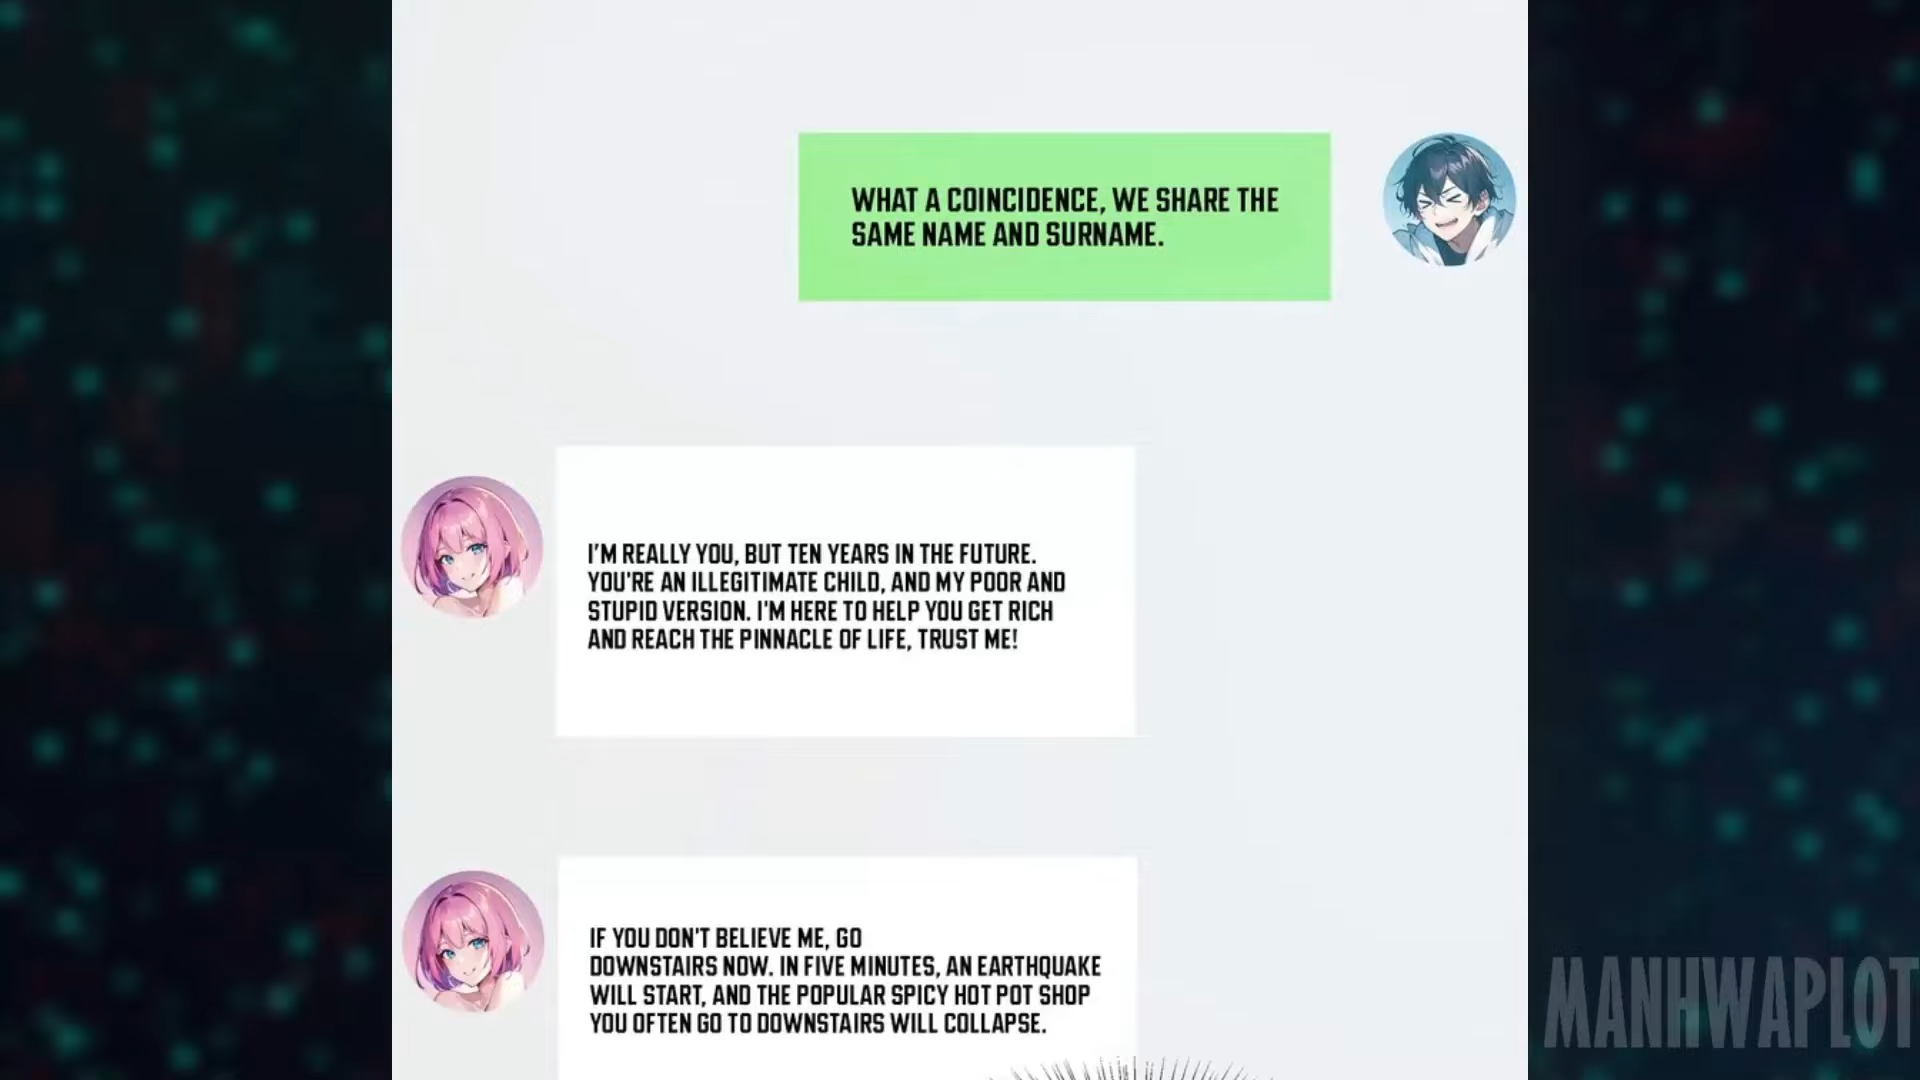 WHAT A COINCIDENCE, WE SHARE THE
SAME NAME AND SURNAME.
I'M REALLY YOU, BUT TEN YEARS IN THE FUTURE.
YOU'RE AN ILLEGITIMATE CHILD, AND MY POOR AND
STUPID VERSION. I'M HERE TO HELP YOU GET RICH
AND REACH THE PINNACLE OF LIFE, TRUST ME!
IF YOU DON'T BELIEVE ME, GO
DOWNSTAIRS NOW. IN FIVE MINUTES, AN EARTHQUAKE
WILL START, AND THE POPULAR SPICY HOT POT SHOP
YOU OFTEN GO TO DOWNSTAIRS WILL COLLAPSE.
MANHWAPLOT